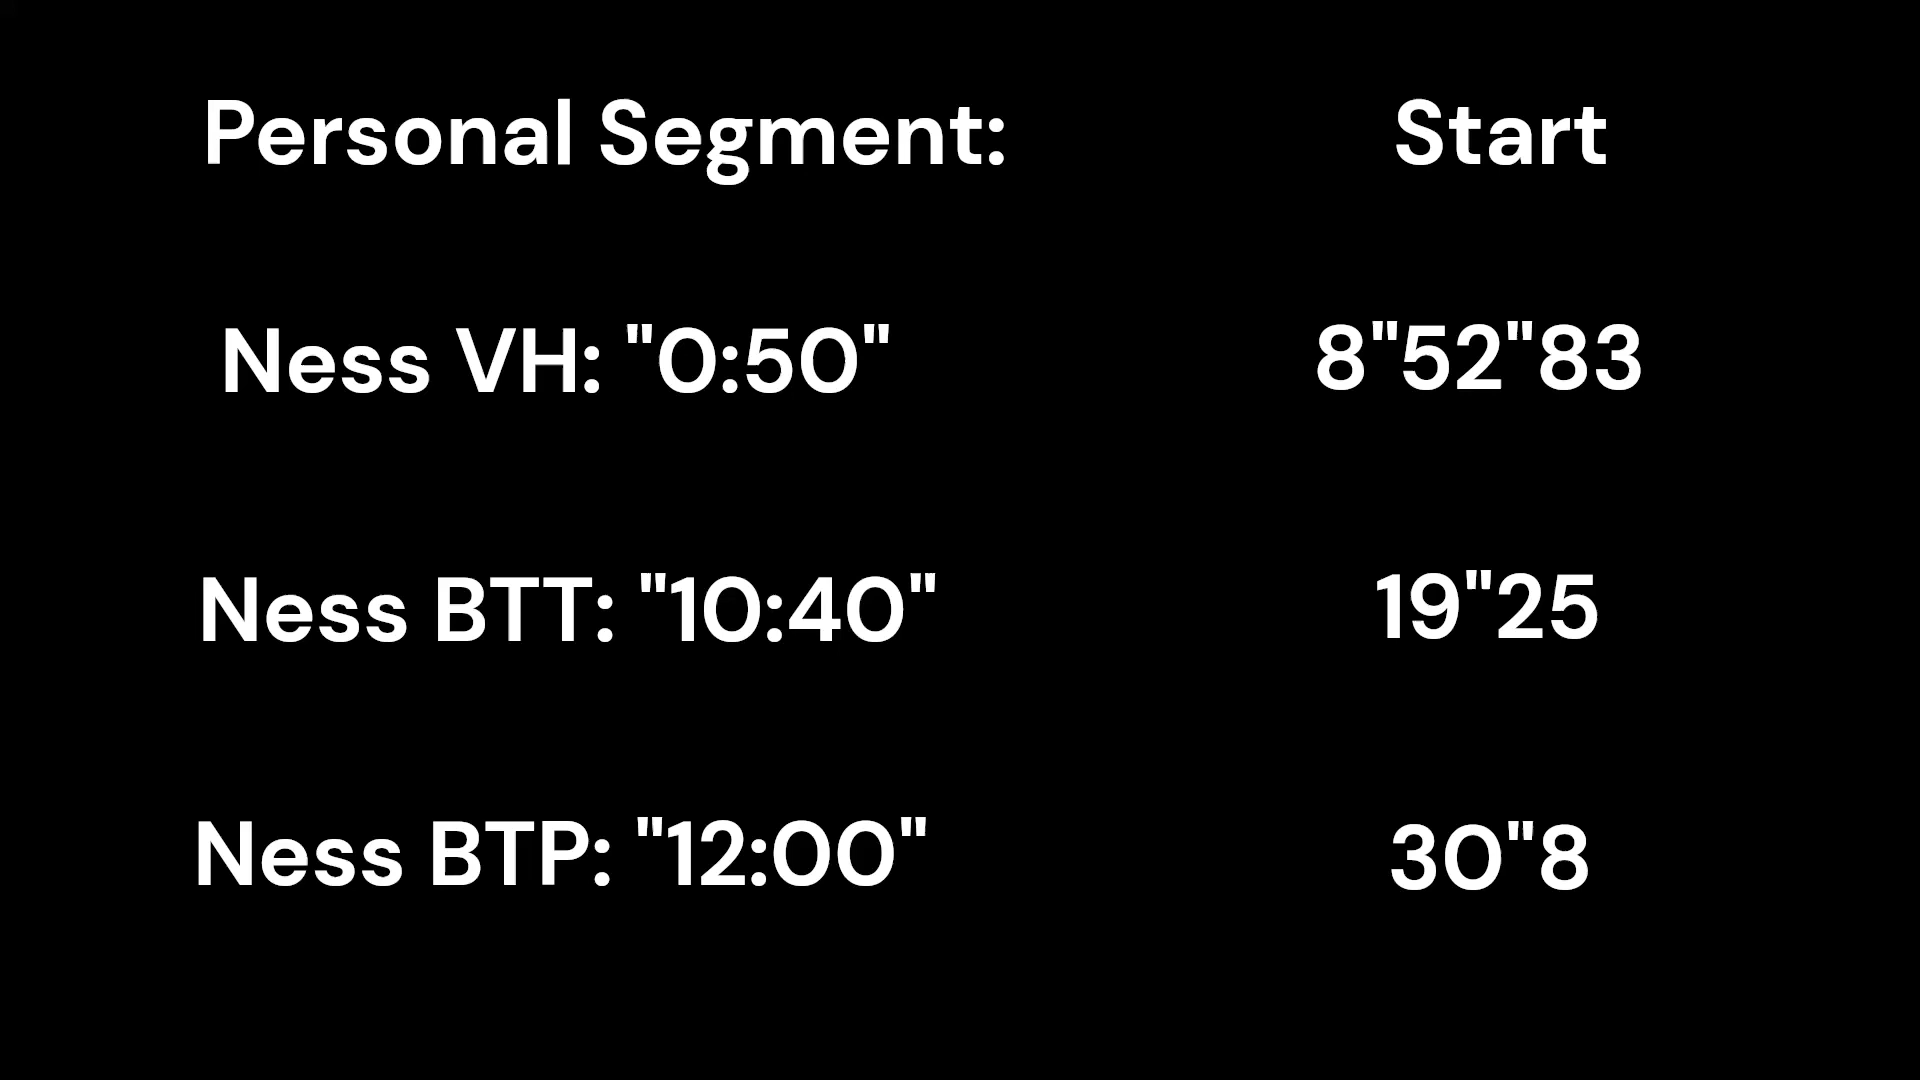 Personal Segment: Start
Ness VH: "0:50" 8"52"83
Ness BTT: "10:40" 19"25
Ness BTP: "12:00" 30"8